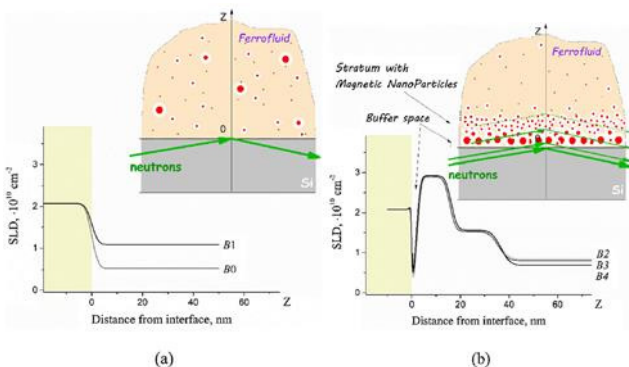 Z
Ferrofluid
0
neutrons
Si
SLD, ·10¹⁰ cm⁻²
3
2
1
0
B1
B0
0 20 40 60 Z
Distance from interface, nm
(a)
Z
Ferrofluid
Stratum with
Magnetic NanoParticles
Buffer space
0
neutrons
Si
SLD, ·10¹⁰ cm⁻²
3
2
1
0
B2
B3
B4
0 20 40 60 Z
Distance from interface, nm
(b)